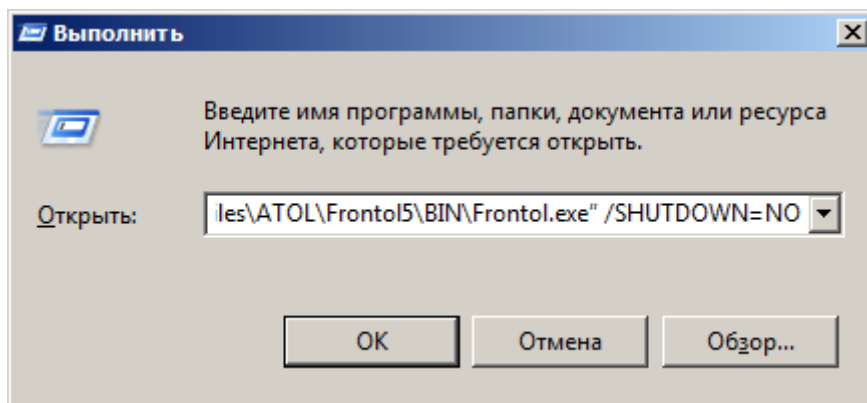 Выполнить
Введите имя программы, папки, документа или ресурса
Интернета, которые требуется открыть.
Открыть: iles\ATOL\Frontol5\BIN\Frontol.exe" /SHUTDOWN=NO
ОК Отмена Обзор...